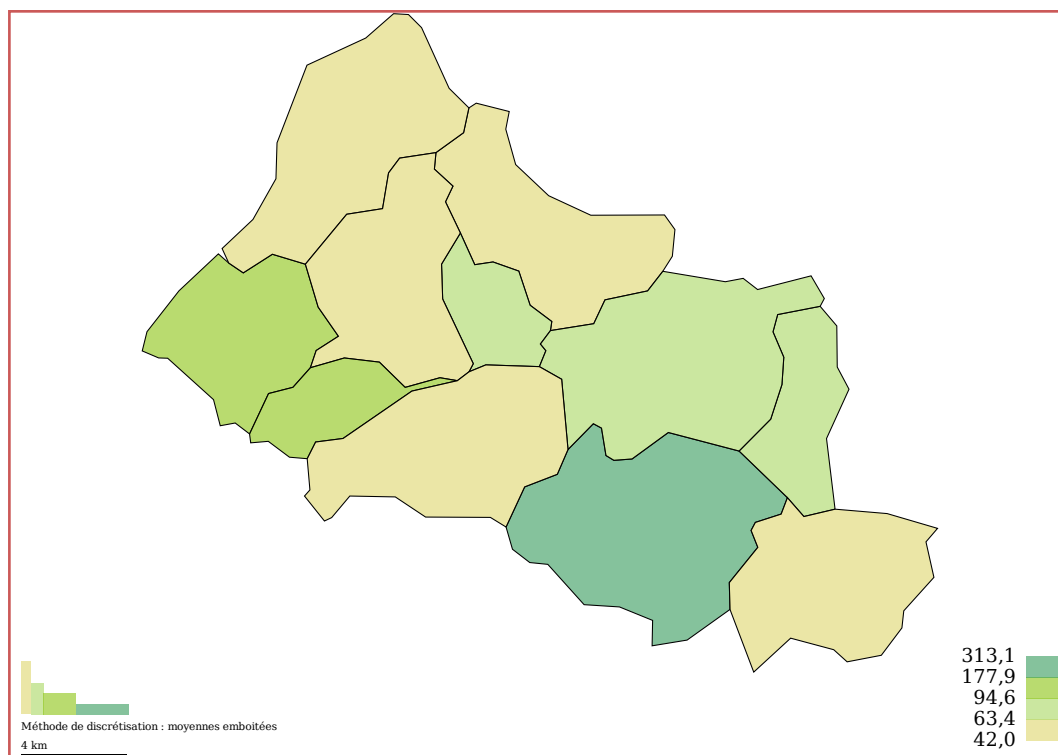 313,1
177,9
94,6
63,4
42,0
Méthode de discrétisation : moyennes emboitées
4 km